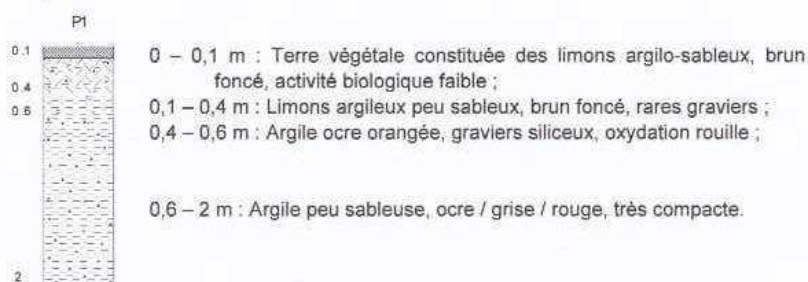 P1
0.1
0.4
0.6
2
0 – 0,1 m : Terre végétale constituée des limons argilo-sableux, brun
foncé, activité biologique faible ;
0,1 – 0,4 m : Limons argileux peu sableux, brun foncé, rares graviers ;
0,4 – 0,6 m : Argile ocre orangée, graviers siliceux, oxydation rouille ;
0,6 – 2 m : Argile peu sableuse, ocre / grise / rouge, très compacte.